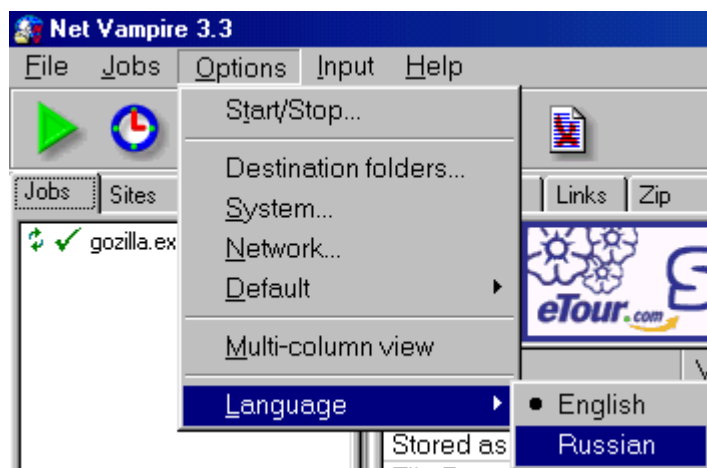 Net Vampire 3.3
File Jobs Options Input Help
Start/Stop...
Destination folders...
System...
Network...
Default
Multi-column view
Language
English
Russian
Jobs Sites Links Zip
gozilla.ex
eTour.com S
Stored as